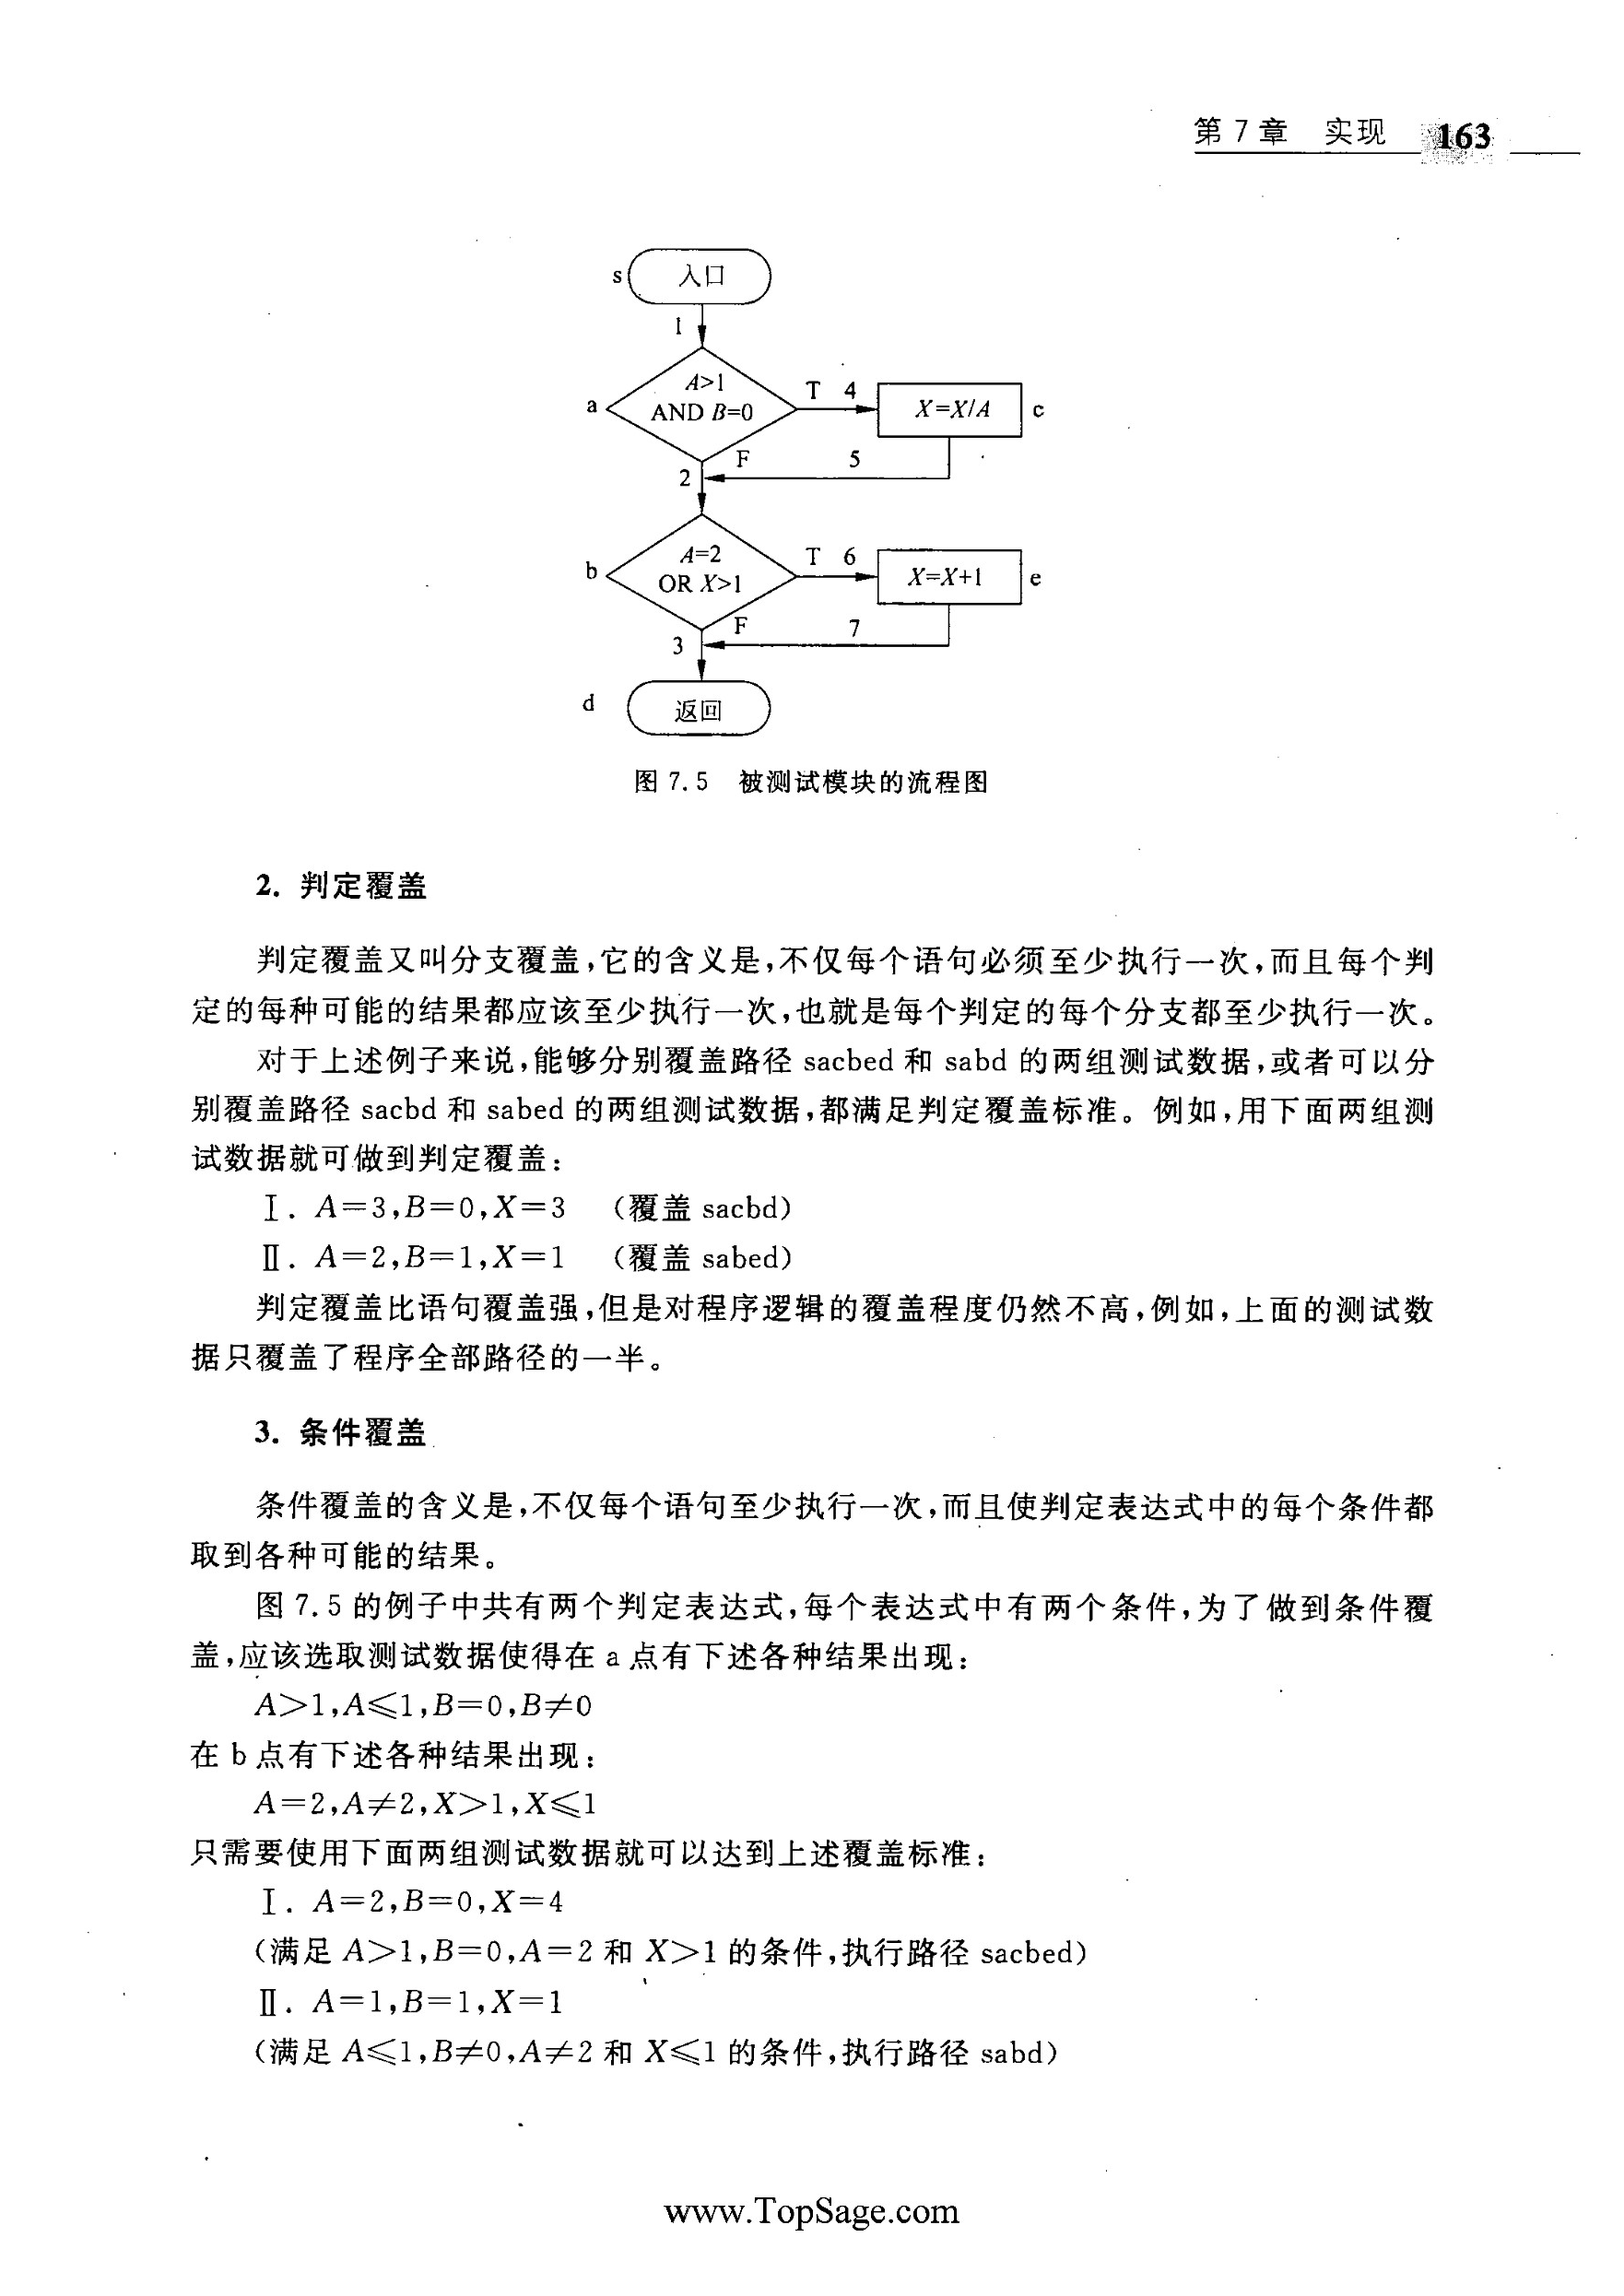 第 7 章 实现 163
s 入口
1
a A>1 AND B=0 T 4 X=X/A c
F 5
2
b A=2 OR X>1 T 6 X=X+1 e
F 7
3
d 返回
图 7.5 被测试模块的流程图
2. 判定覆盖
判定覆盖又叫分支覆盖,它的含义是,不仅每个语句必须至少执行一次,而且每个判
定的每种可能的结果都应该至少执行一次,也就是每个判定的每个分支都至少执行一次。
对于上述例子来说,能够分别覆盖路径 sacbed 和 sabd 的两组测试数据,或者可以分
别覆盖路径 sacbd 和 sabed 的两组测试数据,都满足判定覆盖标准。例如,用下面两组测
试数据就可做到判定覆盖:
Ⅰ. A=3,B=0,X=3 (覆盖 sacbd)
Ⅱ. A=2,B=1,X=1 (覆盖 sabed)
判定覆盖比语句覆盖强,但是对程序逻辑的覆盖程度仍然不高,例如,上面的测试数
据只覆盖了程序全部路径的一半。
3. 条件覆盖
条件覆盖的含义是,不仅每个语句至少执行一次,而且使判定表达式中的每个条件都
取到各种可能的结果。
图 7.5 的例子中共有两个判定表达式,每个表达式中有两个条件,为了做到条件覆
盖,应该选取测试数据使得在 a 点有下述各种结果出现:
A>1,A≤1,B=0,B≠0
在 b 点有下述各种结果出现:
A=2,A≠2,X>1,X≤1
只需要使用下面两组测试数据就可以达到上述覆盖标准:
Ⅰ. A=2,B=0,X=4
(满足 A>1,B=0,A=2 和 X>1 的条件,执行路径 sacbed)
Ⅱ. A=1,B=1,X=1
(满足 A≤1,B≠0,A≠2 和 X≤1 的条件,执行路径 sabd)
www.TopSage.com